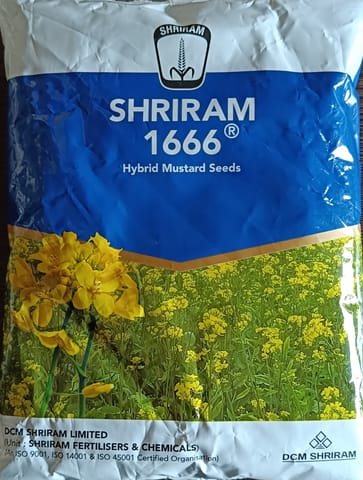 SHRIRAM
SHRIRAM
1666®
Hybrid Mustard Seeds
DCM SHRIRAM LIMITED
(Unit : SHRIRAM FERTILISERS & CHEMICALS)
(An ISO 9001, ISO 14001 & ISO 45001 Certified Organisation)
DCM SHRIRAM